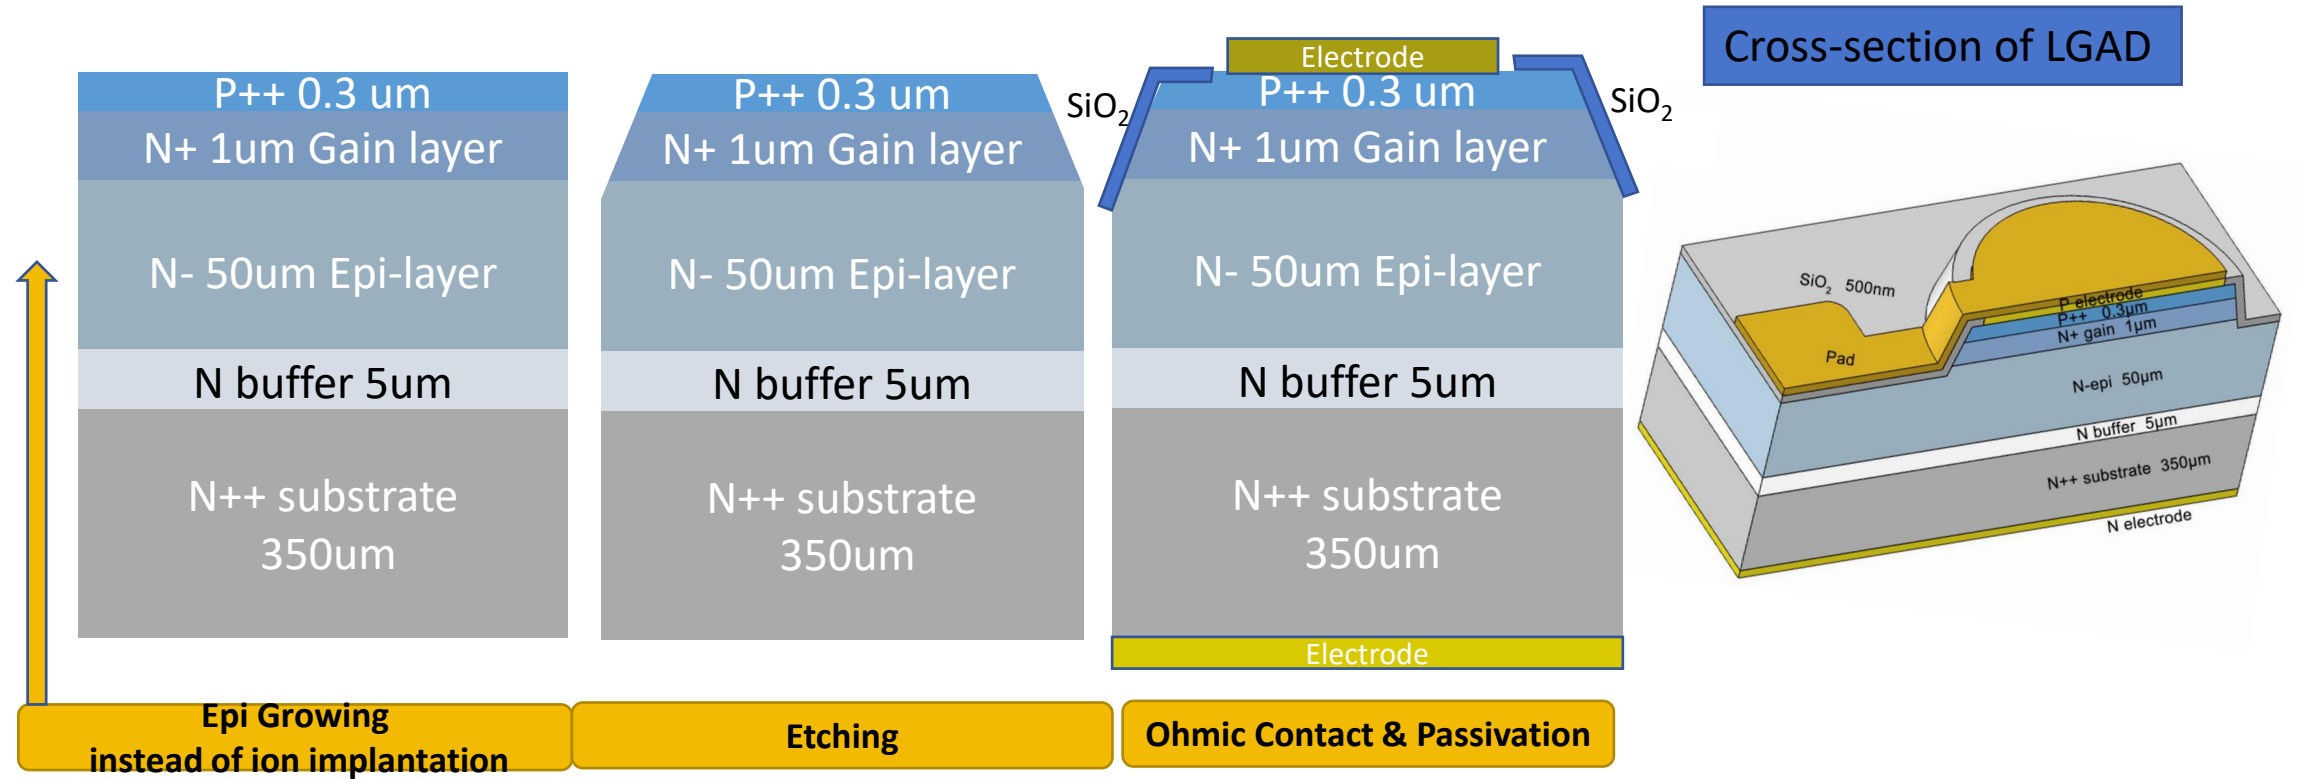 P++ 0.3 um
N+ 1um Gain layer
N- 50um Epi-layer
N buffer 5um
N++ substrate
350um
Epi Growing
instead of ion implantation
P++ 0.3 um
N+ 1um Gain layer
N- 50um Epi-layer
N buffer 5um
N++ substrate
350um
Etching
Electrode
SiO₂
SiO₂
P++ 0.3 um
N+ 1um Gain layer
N- 50um Epi-layer
N buffer 5um
N++ substrate
350um
Electrode
Ohmic Contact & Passivation
Cross-section of LGAD
SiO₂ 500nm
P electrode
P++ 0.3μm
N+ gain 1μm
Pad
N-epi 50μm
N buffer 5μm
N++ substrate 350μm
N electrode